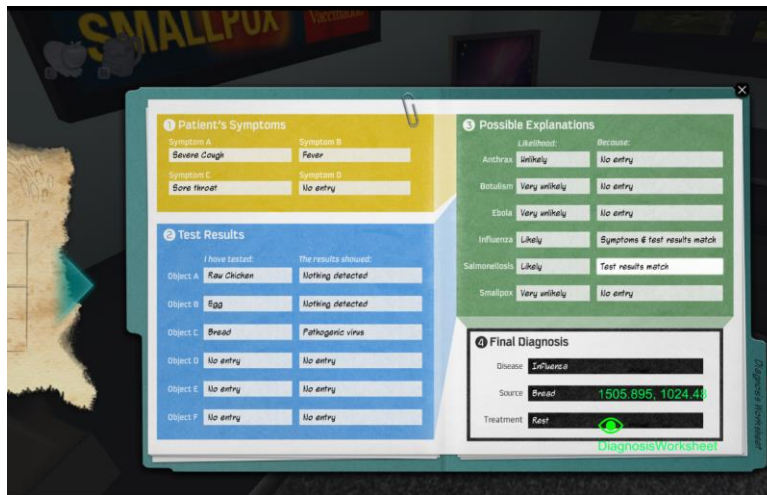 SMALLPOX
Vaccination
1 Patient's Symptoms
Symptom A
Symptom B
Severe Cough
Fever
Symptom C
Symptom D
Sore throat
No entry
2 Test Results
I have tested:
The results showed:
Object A Raw Chicken Nothing detected
Object B Egg Nothing detected
Object C Bread Pathogenic virus
Object D No entry No entry
Object E No entry No entry
Object F No entry No entry
3 Possible Explanations
Likelihood:
Because:
Anthrax Unlikely No entry
Botulism Very unlikely No entry
Ebola Very unlikely No entry
Influenza Likely Symptoms & test results match
Salmonellosis Likely Test results match
Smallpox Very unlikely No entry
4 Final Diagnosis
Disease Influenza
Source Bread 1505.895, 1024.48
Treatment Rest
DiagnosisWorksheet
Diagnosis Worksheet